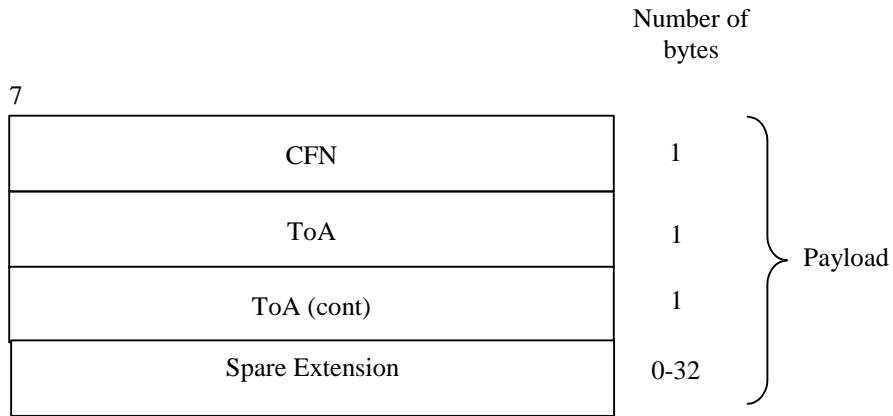 Number of
bytes
7
CFN 1
ToA 1
Payload
ToA (cont) 1
Spare Extension 0-32